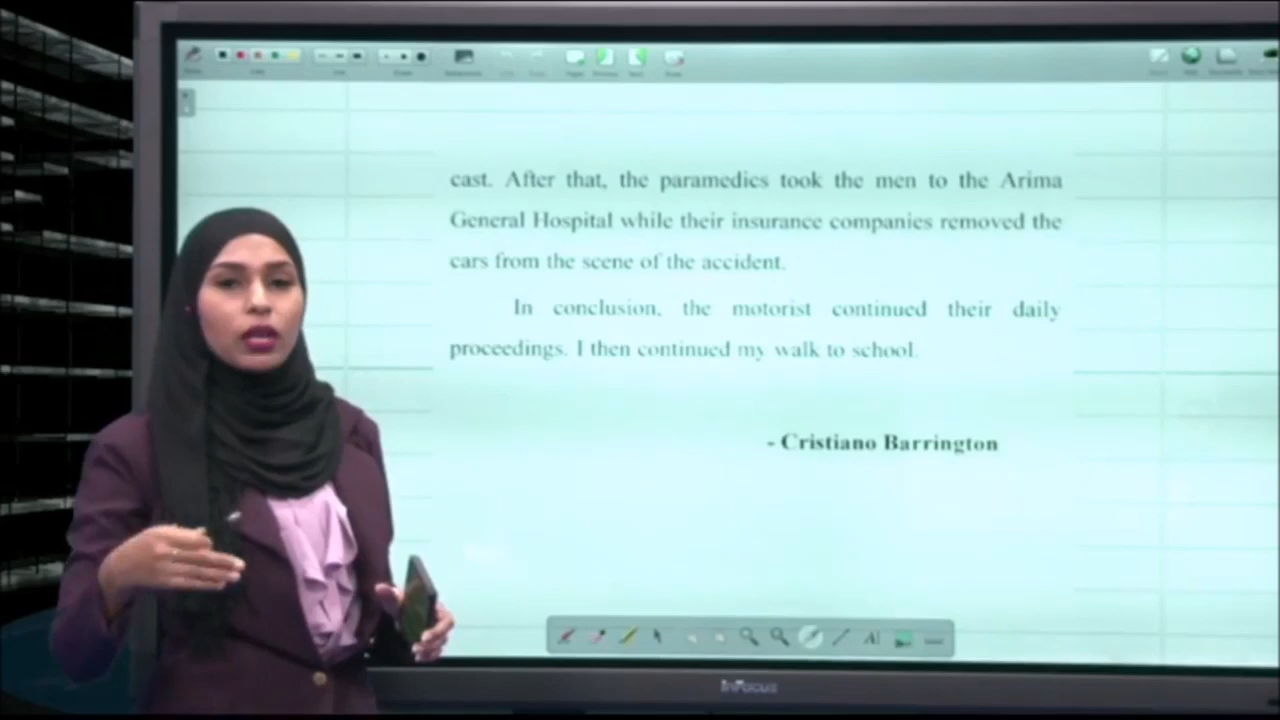 cast. After that, the paramedics took the men to the Arima
General Hospital while their insurance companies removed the
cars from the scene of the accident.
In conclusion, the motorist continued their daily
proceedings. I then continued my walk to school.
- Cristiano Barrington
A
InFocus